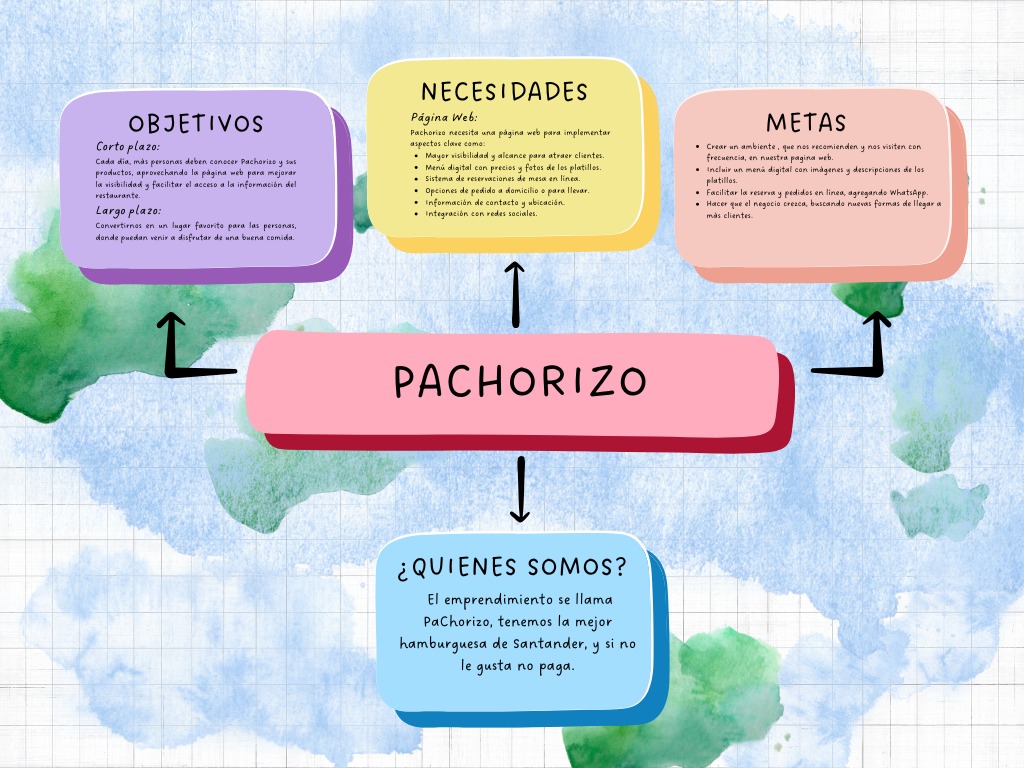 OBJETIVOS
Corto plazo:
Cada día, más personas deben conocer PaChorizo y sus
productos, aprovechando la página web para mejorar
la visibilidad y facilitar el acceso a la información del
restaurante.
Largo plazo:
Convertirnos en un lugar favorito para las personas,
donde puedan venir a disfrutar de una buena comida.
NECESIDADES
Página Web:
Pachorizo necesita una página web para implementar
aspectos clave como:
• Mayor visibilidad y alcance para atraer clientes.
• Menú digital con precios y fotos de los platillos.
• Sistema de reservaciones de mesa en línea.
• Opciones de pedido a domicilio o para llevar.
• Información de contacto y ubicación.
• Integración con redes sociales.
METAS
• Crear un ambiente , que nos recomienden y nos visiten con
frecuencia, en nuestra pagina web.
• Incluir un menú digital con imágenes y descripciones de los
platillos.
• Facilitar la reserva y pedidos en línea, agregando WhatsApp.
• Hacer que el negocio crezca, buscando nuevas formas de llegar a
más clientes.
PACHORIZO
¿QUIENES SOMOS?
El emprendimiento se llama
PaChorizo, tenemos la mejor
hamburguesa de Santander, y si no
le gusta no paga.